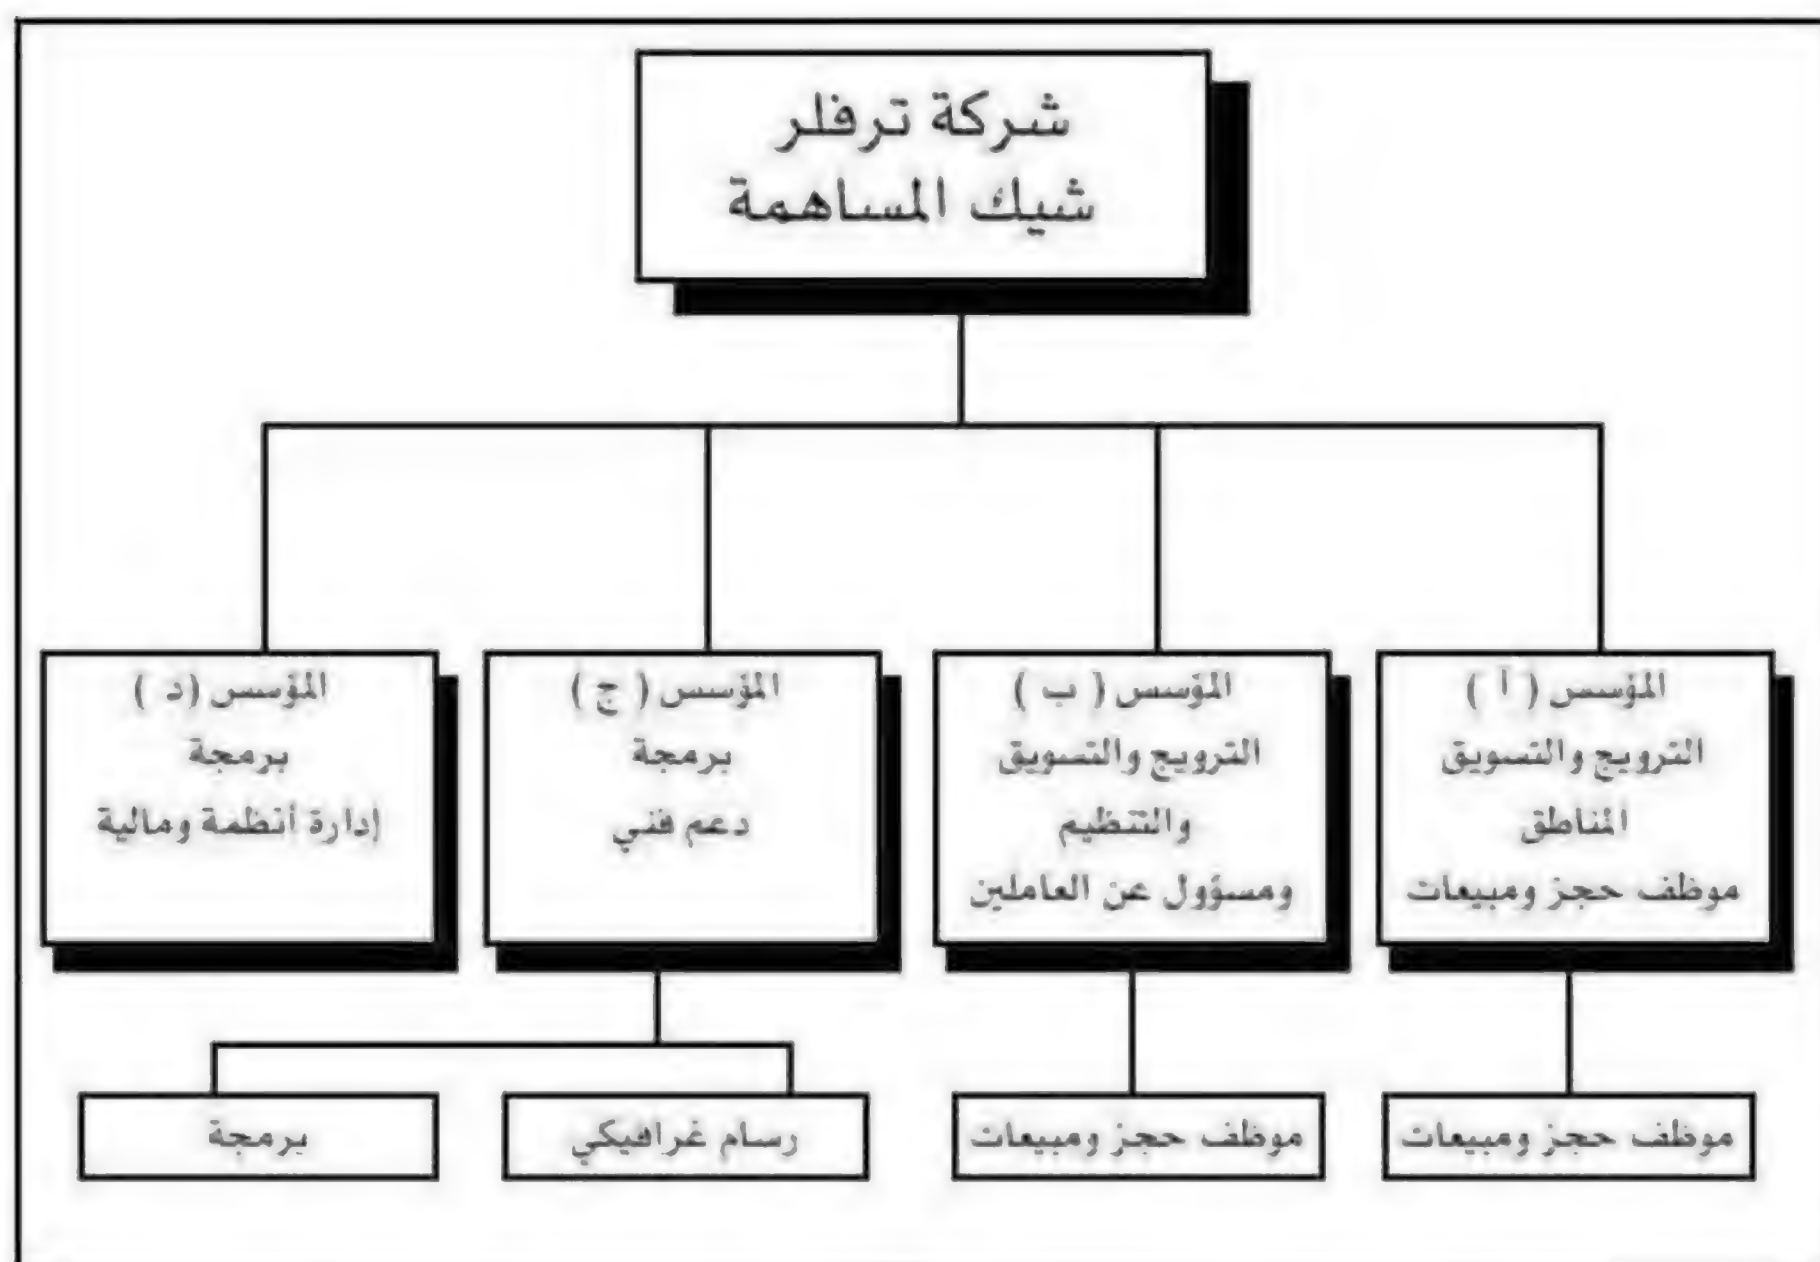 شركة ترفلر
شيك المساهمة
المؤسس ( أ )
الترويج والتسويق
المناطق
موظف حجز ومبيعات
المؤسس ( ب )
الترويج والتسويق
والتنظيم
ومسؤول عن العاملين
المؤسس ( ج )
برمجة
دعم فني
المؤسس (د )
برمجة
إدارة أنظمة ومالية
موظف حجز ومبيعات
موظف حجز ومبيعات
رسام غرافيكي
برمجة